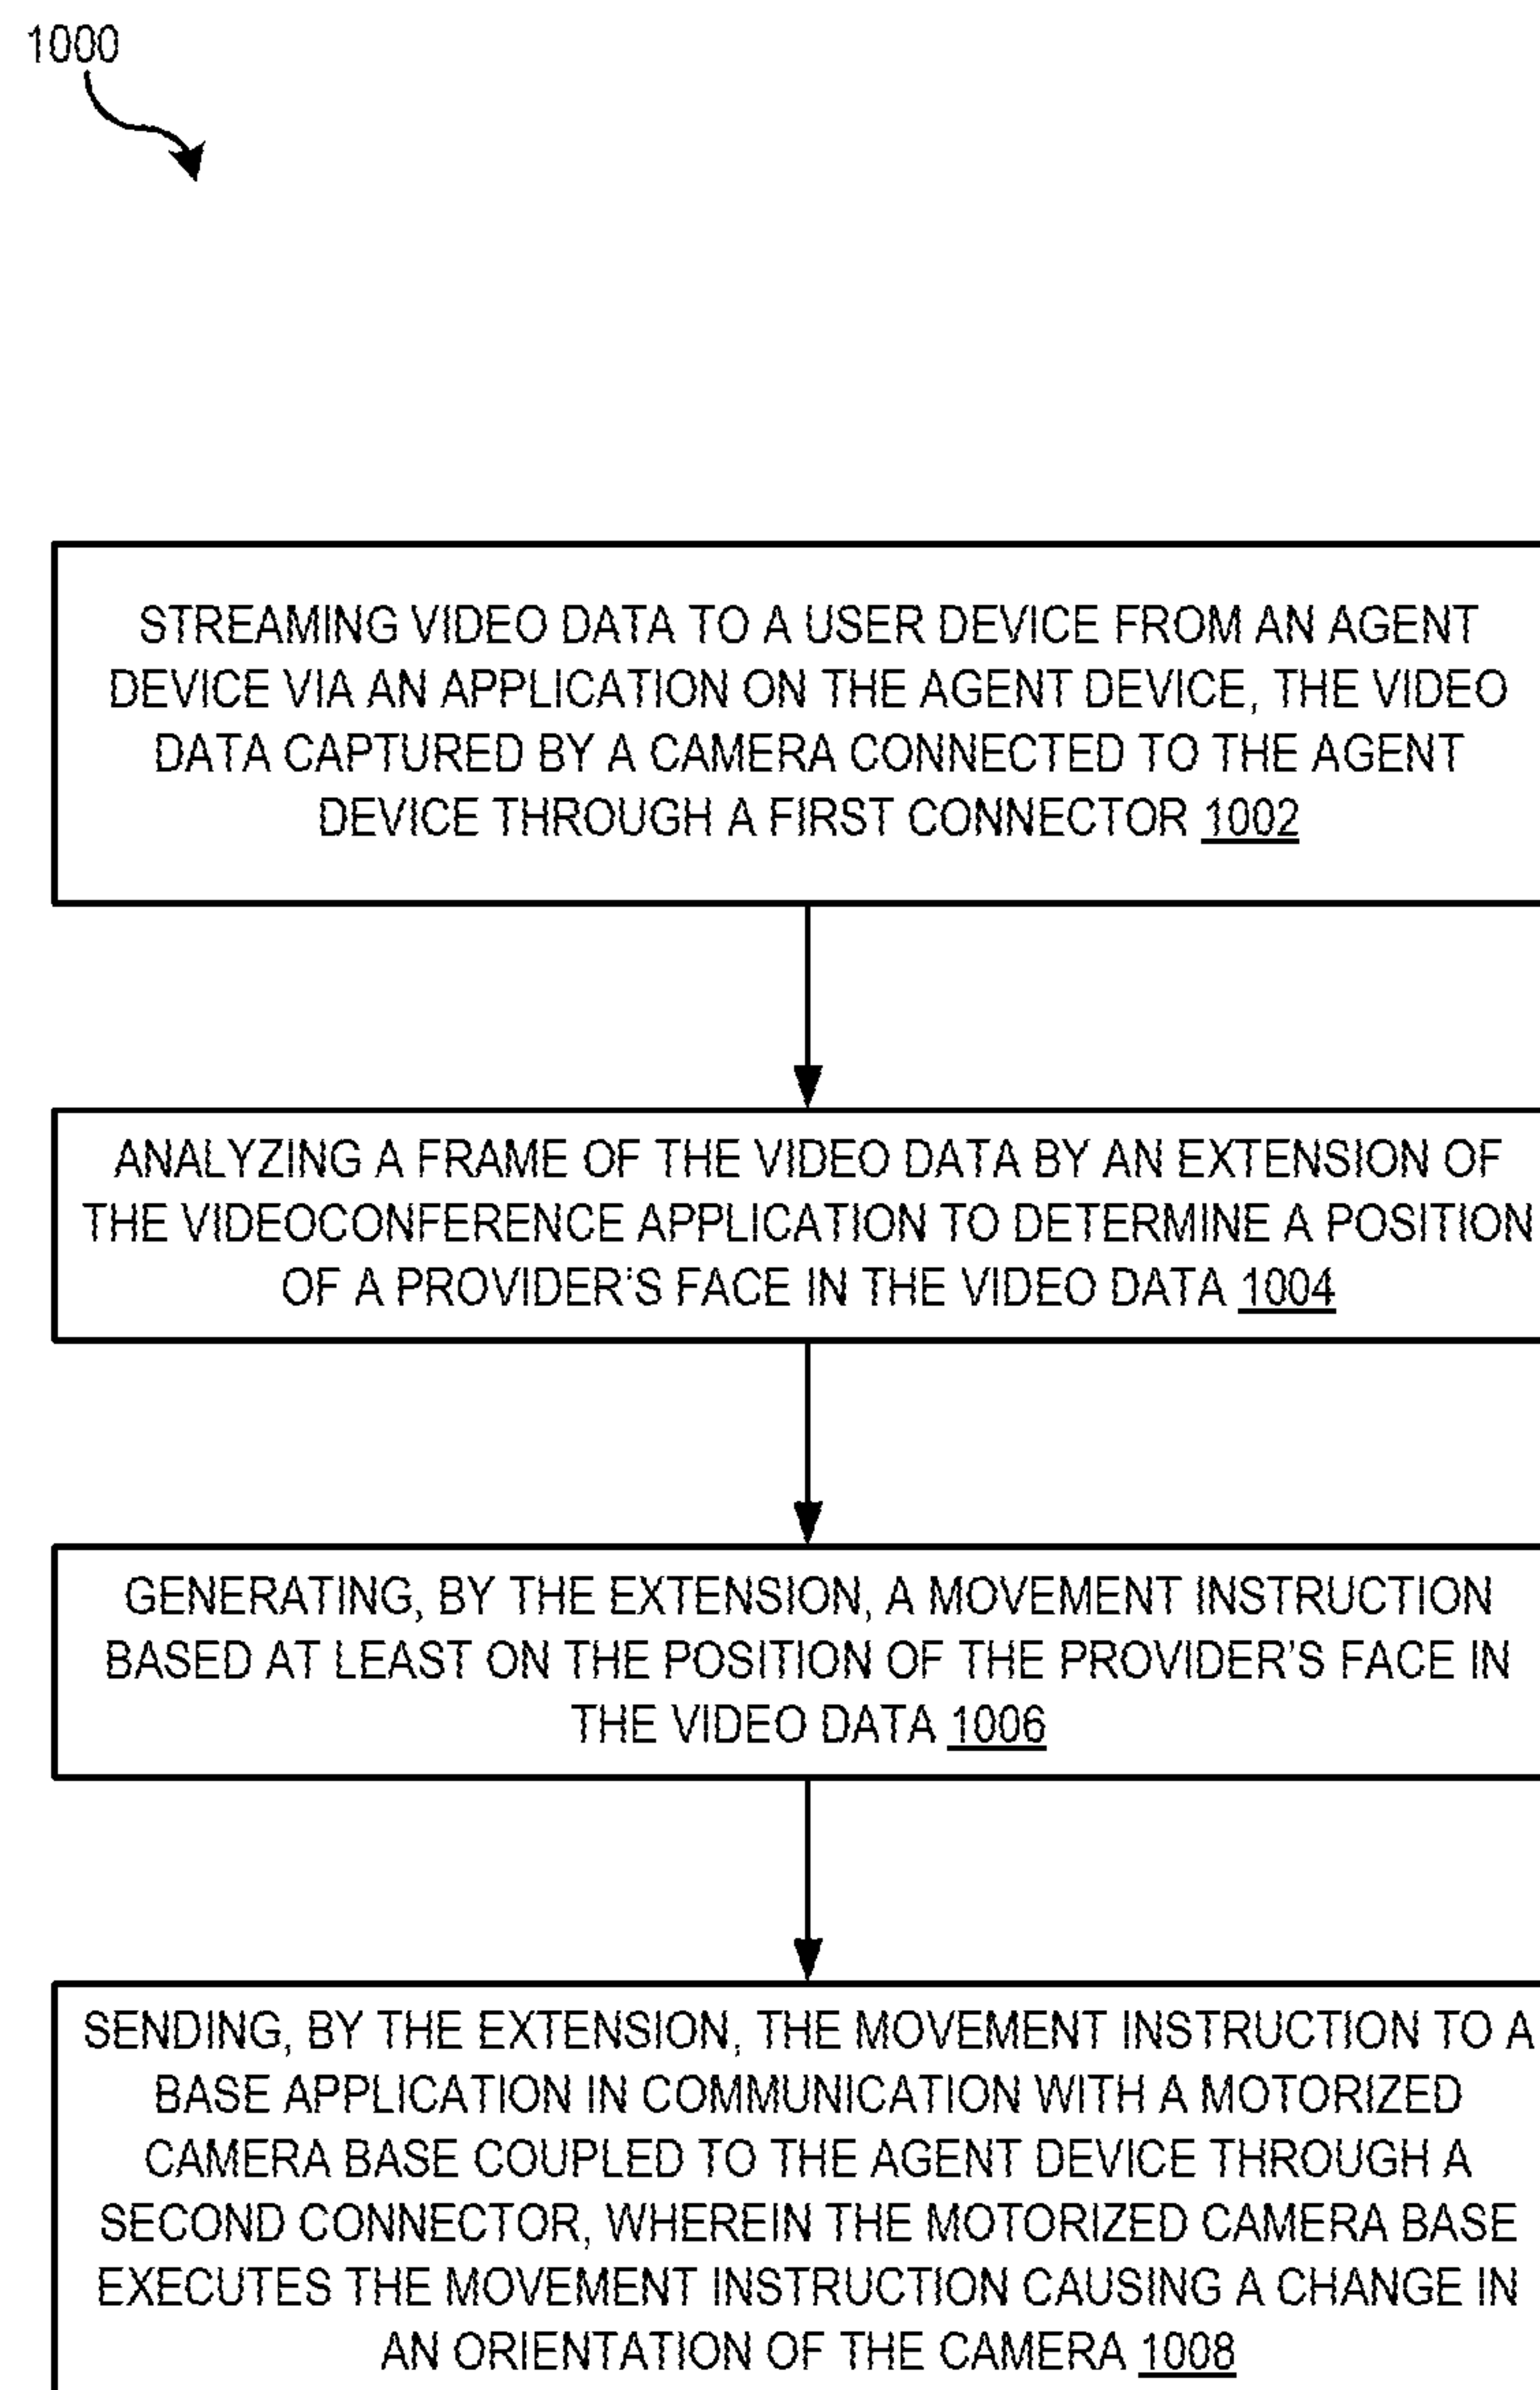 1000
STREAMING VIDEO DATA TO A USER DEVICE FROM AN AGENT
DEVICE VIA AN APPLICATION ON THE AGENT DEVICE, THE VIDEO
DATA CAPTURED BY A CAMERA CONNECTED TO THE AGENT
DEVICE THROUGH A FIRST CONNECTOR 1002
ANALYZING A FRAME OF THE VIDEO DATA BY AN EXTENSION OF
THE VIDEOCONFERENCE APPLICATION TO DETERMINE A POSITION
OF A PROVIDER'S FACE IN THE VIDEO DATA 1004
GENERATING, BY THE EXTENSION, A MOVEMENT INSTRUCTION
BASED AT LEAST ON THE POSITION OF THE PROVIDER'S FACE IN
THE VIDEO DATA 1006
SENDING, BY THE EXTENSION, THE MOVEMENT INSTRUCTION TO A
BASE APPLICATION IN COMMUNICATION WITH A MOTORIZED
CAMERA BASE COUPLED TO THE AGENT DEVICE THROUGH A
SECOND CONNECTOR, WHEREIN THE MOTORIZED CAMERA BASE
EXECUTES THE MOVEMENT INSTRUCTION CAUSING A CHANGE IN
AN ORIENTATION OF THE CAMERA 1008